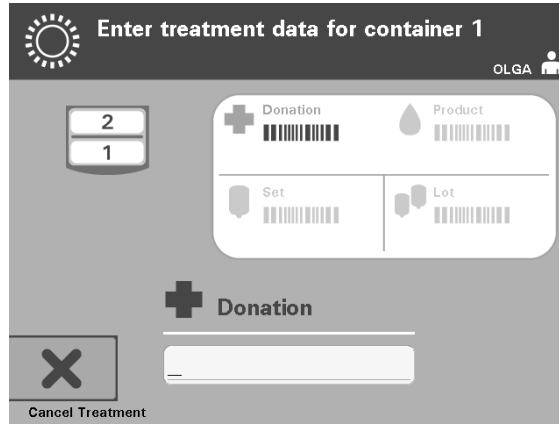 Enter treatment data for container 1
OLGA
2
1
Donation
Product
Set
Lot
Donation
_
Cancel Treatment